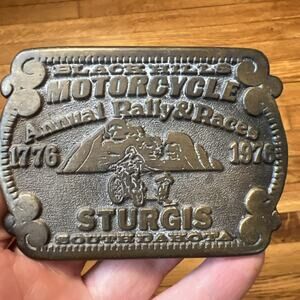 BLACK HILLS
MOTORCYCLE
Annual Rally & Races
1776 1976
STURGIS
SOUTH DAKOTA